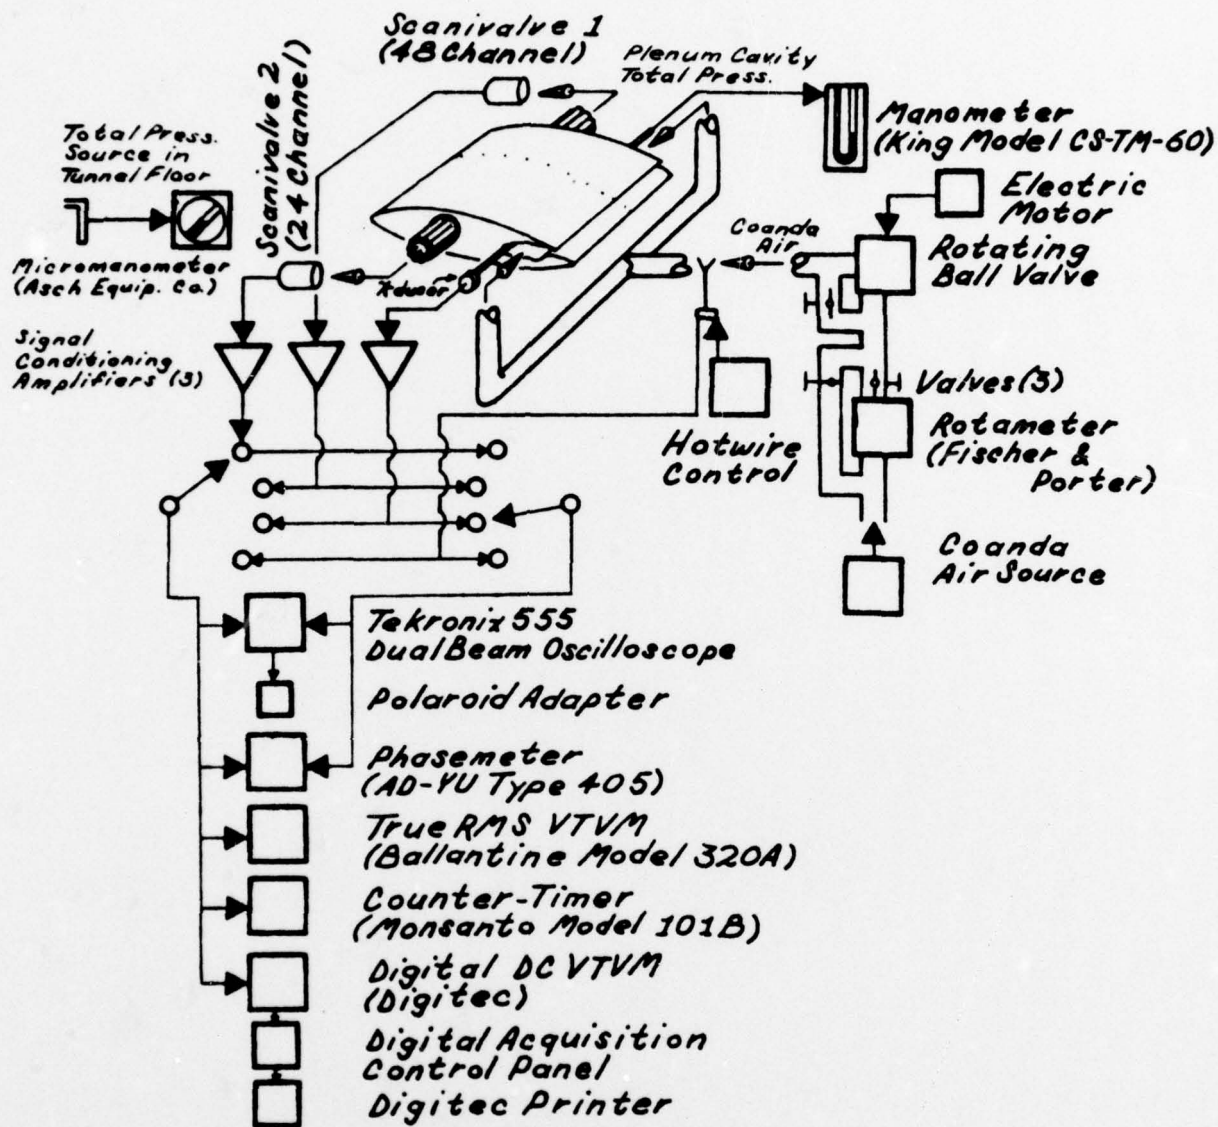 Scanivalve 1
(48 Channel)
Scanivalve 2
(24 Channel)
Plenum Cavity
Total Press.
Manometer
(King Model CS-TM-60)
Total Press.
Source in
Tunnel Floor
Electric
Motor
Coanda
Air
Rotating
Ball Valve
Micromanometer
(Asch Equip. Co.)
Xducer
Signal
Conditioning
Amplifiers (3)
Valves (3)
Hotwire
Control
Rotameter
(Fischer &
Porter)
Coanda
Air Source
Tekronix 555
Dual Beam Oscilloscope
Polaroid Adapter
Phasemeter
(AD-YU Type 405)
True RMS VTVM
(Ballantine Model 320A)
Counter-Timer
(Monsanto Model 101B)
Digital DC VTVM
(Digitec)
Digital Acquisition
Control Panel
Digitec Printer